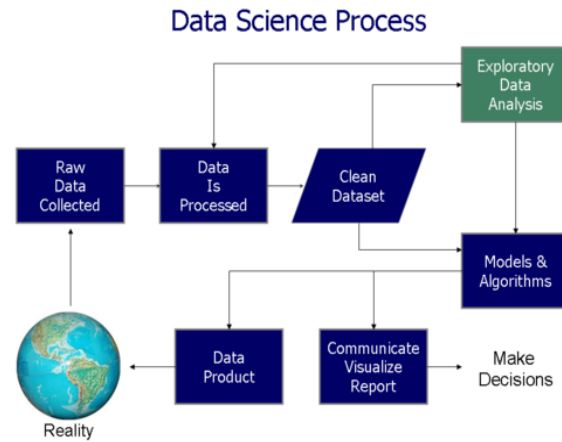 Data Science Process
Exploratory
Data
Analysis
Raw
Data
Collected
Data
Is
Processed
Clean
Dataset
Models &
Algorithms
Data
Product
Communicate
Visualize
Report
Make
Decisions
Reality